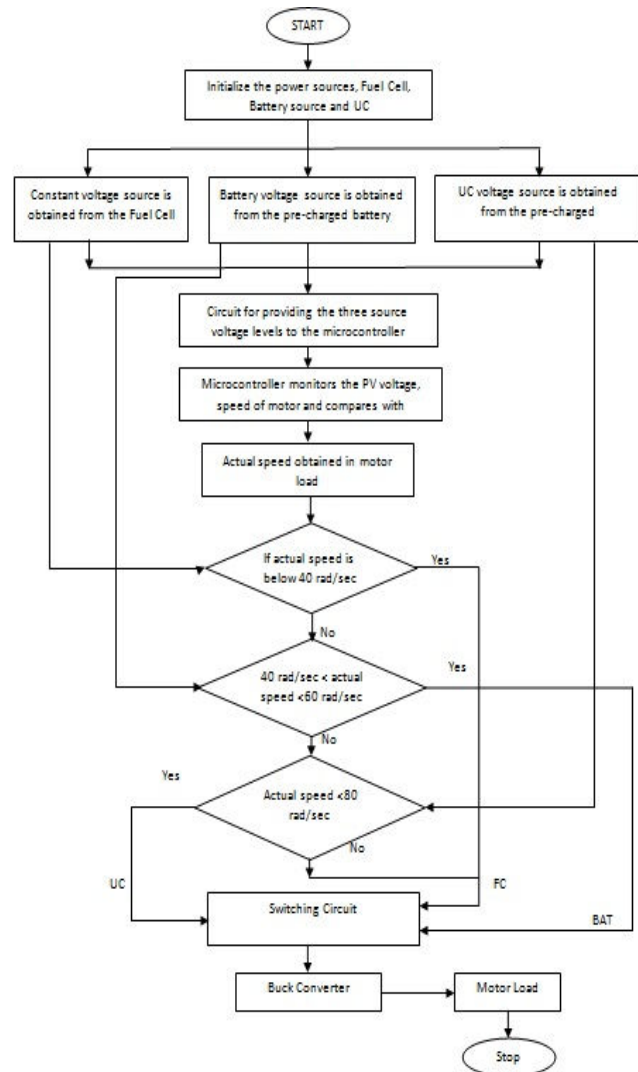 START
Initialize the power sources, Fuel Cell,
Battery source and UC
Constant voltage source is
obtained from the Fuel Cell
Battery voltage source is obtained
from the pre-charged battery
UC voltage source is obtained
from the pre-charged
Circuit for providing the three source
voltage levels to the microcontroller
Microcontroller monitors the PV voltage,
speed of motor and compares with
Actual speed obtained in motor
load
If actual speed is
below 40 rad/sec
Yes
No
40 rad/sec < actual
speed <60 rad/sec
Yes
No
Yes
Actual speed <80
rad/sec
No
UC
FC
BAT
Switching Circuit
Buck Converter
Motor Load
Stop